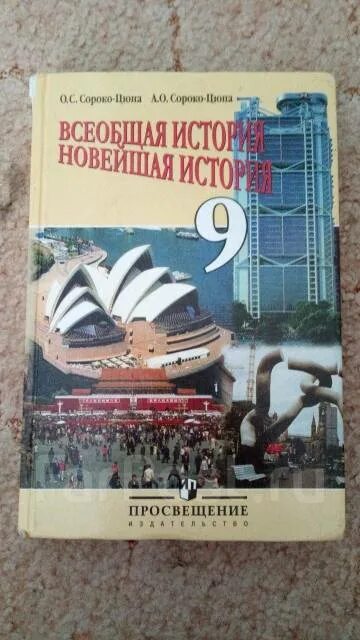 О.С. Сороко-Цюпа А.О. Сороко-Цюпа
ВСЕОБЩАЯ ИСТОРИЯ
НОВЕЙШАЯ ИСТОРИЯ
9
ПРОСВЕЩЕНИЕ
ИЗДАТЕЛЬСТВО